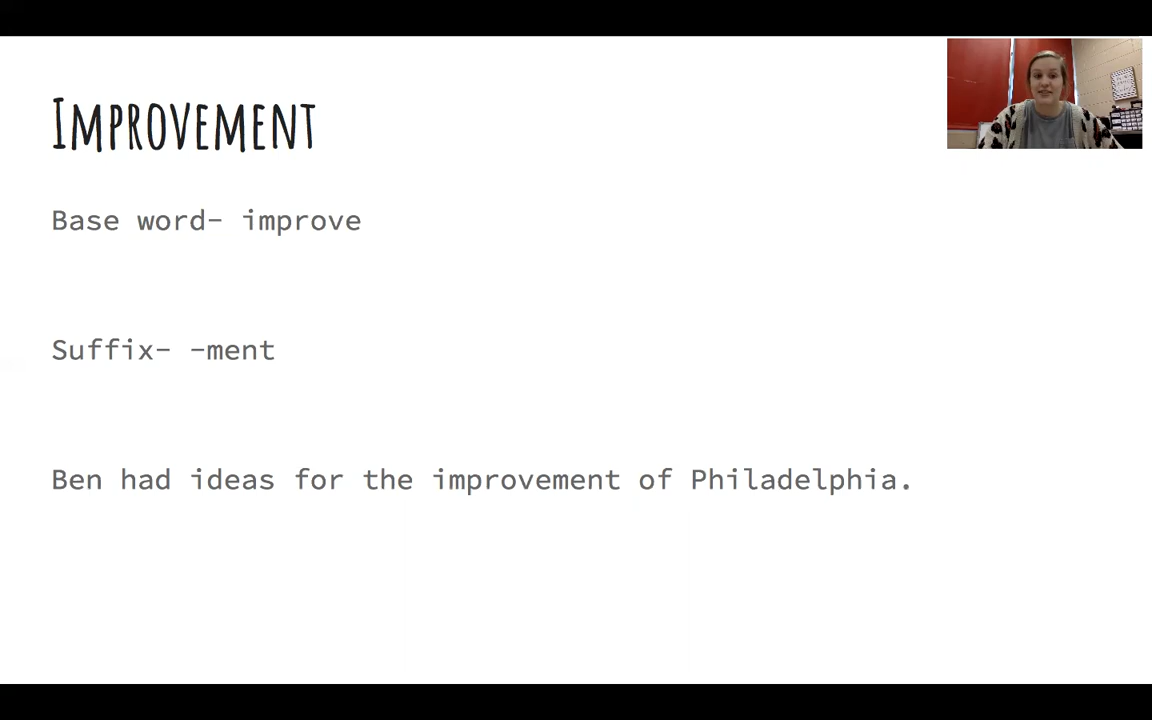 Improvement
Base word- improve
Suffix- -ment
Ben had ideas for the improvement of Philadelphia.